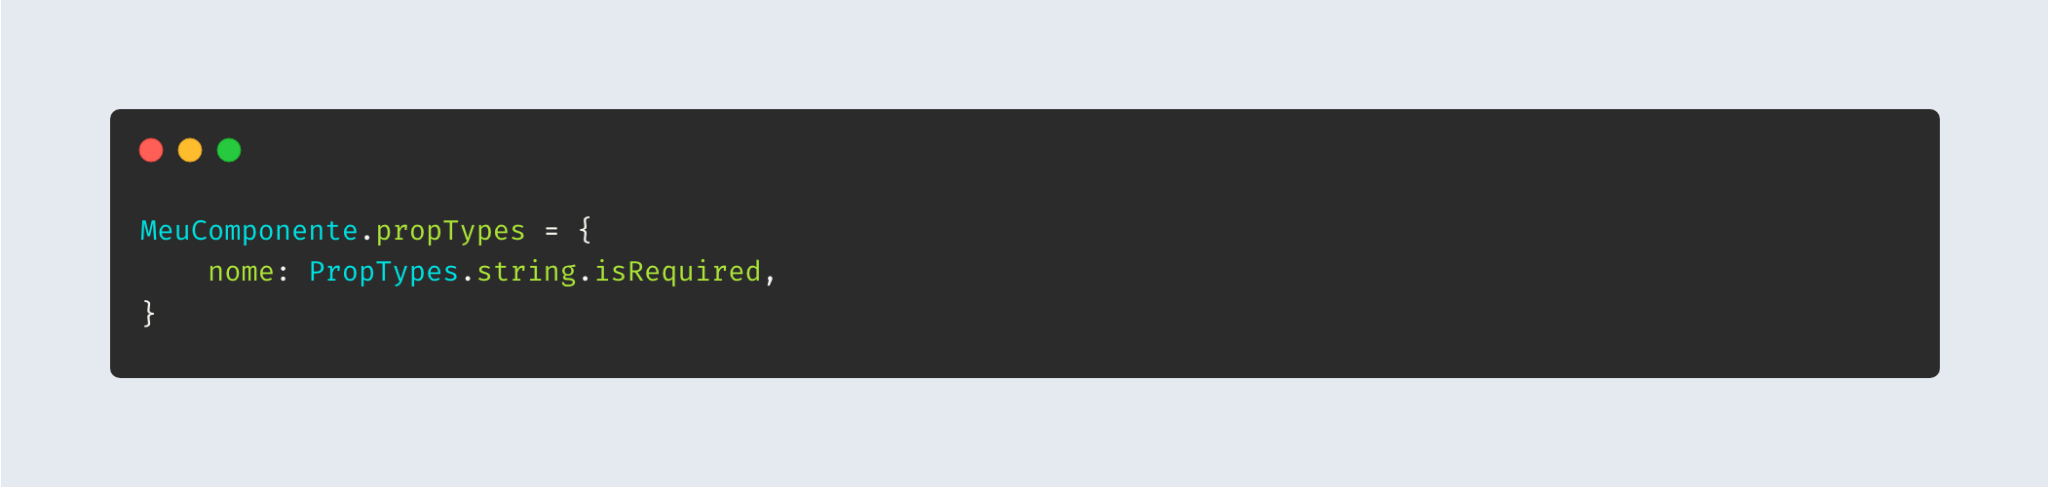 MeuComponente.propTypes = {
    nome: PropTypes.string.isRequired,
}